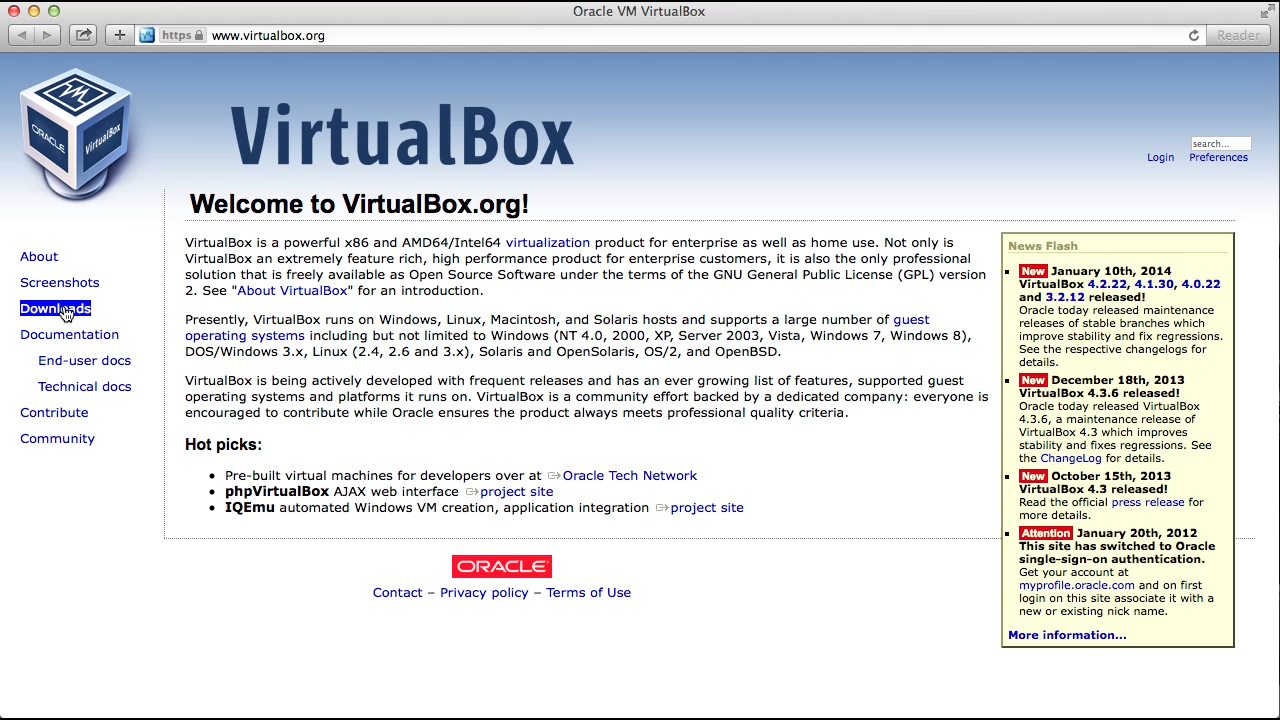 Oracle VM VirtualBox
https www.virtualbox.org
Reader
ORACLE
VirtualBox
VirtualBox
search...
Login Preferences
Welcome to VirtualBox.org!
About
Screenshots
Downloads
Documentation
End-user docs
Technical docs
Contribute
Community
VirtualBox is a powerful x86 and AMD64/Intel64 virtualization product for enterprise as well as home use. Not only is
VirtualBox an extremely feature rich, high performance product for enterprise customers, it is also the only professional
solution that is freely available as Open Source Software under the terms of the GNU General Public License (GPL) version
2. See "About VirtualBox" for an introduction.
Presently, VirtualBox runs on Windows, Linux, Macintosh, and Solaris hosts and supports a large number of guest
operating systems including but not limited to Windows (NT 4.0, 2000, XP, Server 2003, Vista, Windows 7, Windows 8),
DOS/Windows 3.x, Linux (2.4, 2.6 and 3.x), Solaris and OpenSolaris, OS/2, and OpenBSD.
VirtualBox is being actively developed with frequent releases and has an ever growing list of features, supported guest
operating systems and platforms it runs on. VirtualBox is a community effort backed by a dedicated company: everyone is
encouraged to contribute while Oracle ensures the product always meets professional quality criteria.
Hot picks:
• Pre-built virtual machines for developers over at Oracle Tech Network
• phpVirtualBox AJAX web interface project site
• IQEmu automated Windows VM creation, application integration project site
News Flash
New January 10th, 2014
VirtualBox 4.2.22, 4.1.30, 4.0.22
and 3.2.12 released!
Oracle today released maintenance
releases of stable branches which
improve stability and fix regressions.
See the respective changelogs for
details.
New December 18th, 2013
VirtualBox 4.3.6 released!
Oracle today released VirtualBox
4.3.6, a maintenance release of
VirtualBox 4.3 which improves
stability and fixes regressions. See
the ChangeLog for details.
New October 15th, 2013
VirtualBox 4.3 released!
Read the official press release for
more details.
Attention January 20th, 2012
This site has switched to Oracle
single-sign-on authentication.
Get your account at
myprofile.oracle.com and on first
login on this site associate it with a
new or existing nick name.
More information...
ORACLE
Contact – Privacy policy – Terms of Use